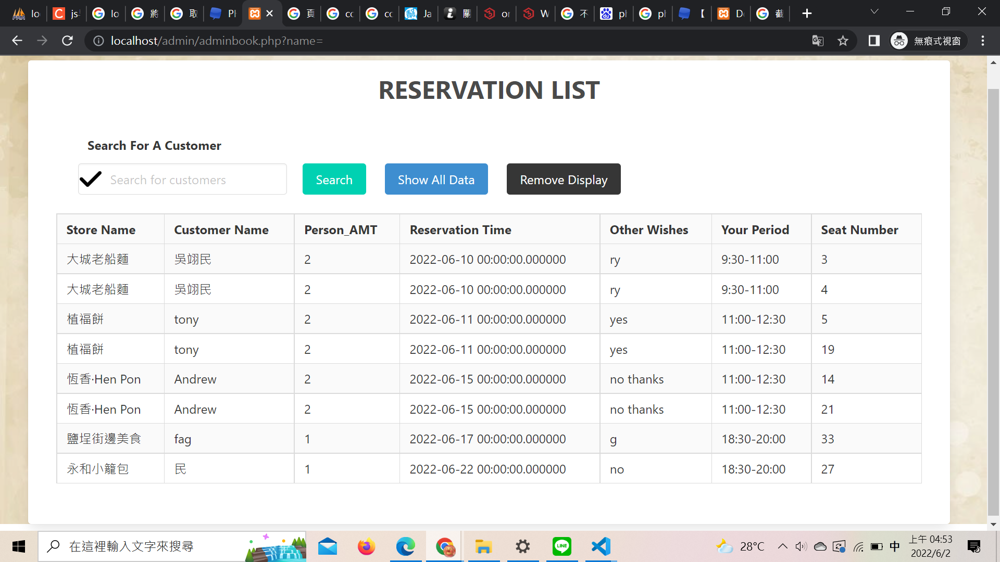 lo js- lo 將 取 Pl 頁 cc cc Ja 關 or W 不 pl pl 【 D 截
localhost/admin/adminbook.php?name=
無痕式視窗
RESERVATION LIST
Search For A Customer
Search for customers Search Show All Data Remove Display
Store Name Customer Name Person_AMT Reservation Time Other Wishes Your Period Seat Number
大城老船麵 吳翊民 2 2022-06-10 00:00:00.000000 ry 9:30-11:00 3
大城老船麵 吳翊民 2 2022-06-10 00:00:00.000000 ry 9:30-11:00 4
植福餅 tony 2 2022-06-11 00:00:00.000000 yes 11:00-12:30 5
植福餅 tony 2 2022-06-11 00:00:00.000000 yes 11:00-12:30 19
恆香·Hen Pon Andrew 2 2022-06-15 00:00:00.000000 no thanks 11:00-12:30 14
恆香·Hen Pon Andrew 2 2022-06-15 00:00:00.000000 no thanks 11:00-12:30 21
鹽埕街邊美食 fag 1 2022-06-17 00:00:00.000000 g 18:30-20:00 33
永和小籠包 民 1 2022-06-22 00:00:00.000000 no 18:30-20:00 27
在這裡輸入文字來搜尋 LINE 28°C 中 上午 04:53
2022/6/2